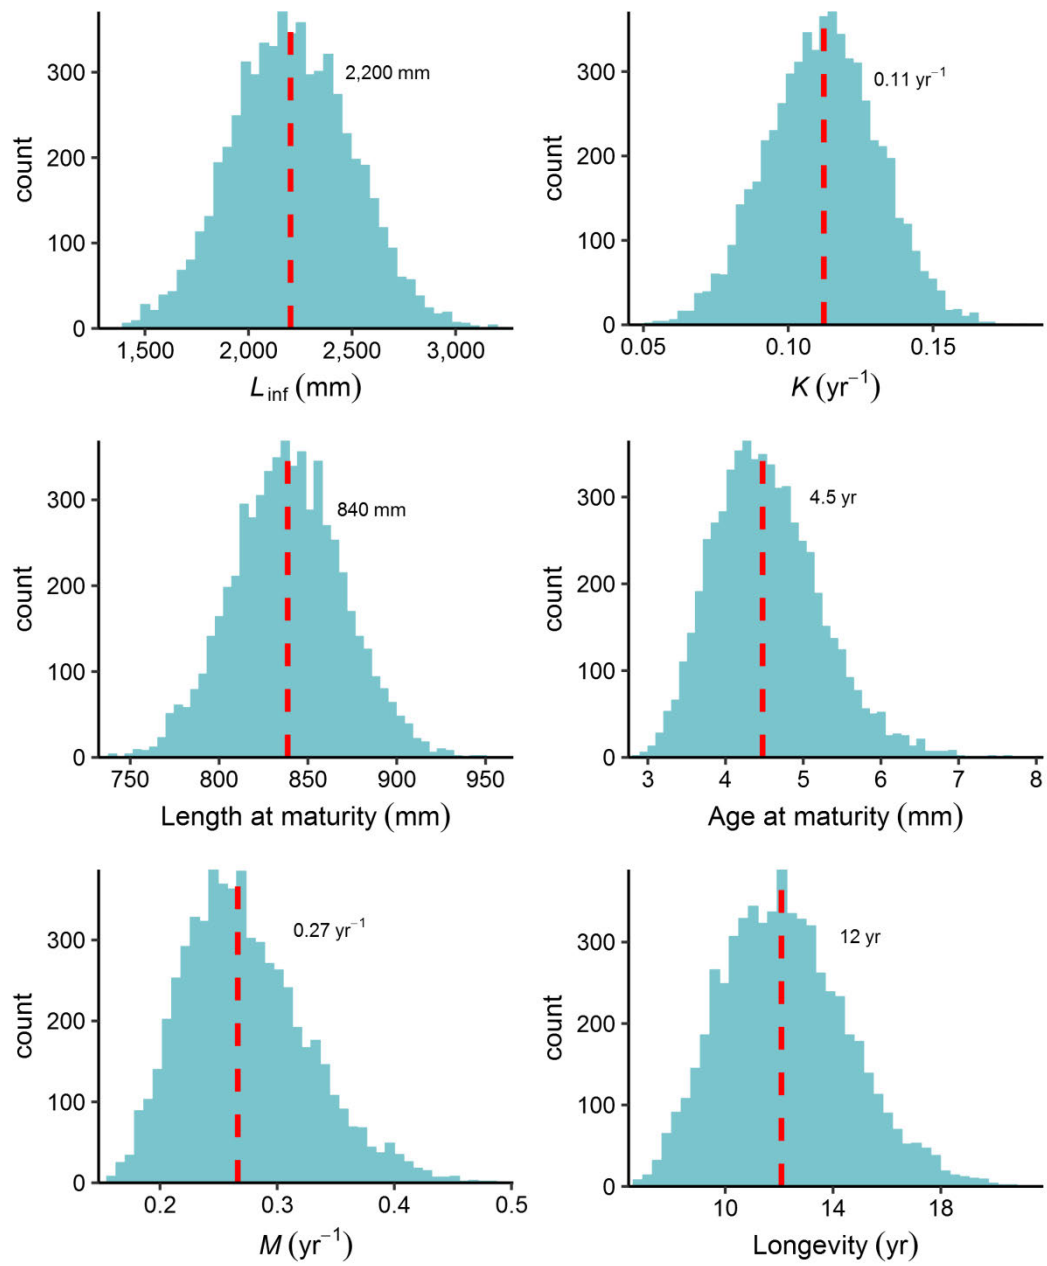 300
200
100
0
count
2,200 mm
1,500 2,000 2,500 3,000
L inf (mm)
300
200
100
0
count
0.11 yr⁻¹
0.05 0.10 0.15
K (yr⁻¹)
300
200
100
0
count
840 mm
750 800 850 900 950
Length at maturity (mm)
300
200
100
0
count
4.5 yr
3 4 5 6 7 8
Age at maturity (mm)
300
200
100
0
count
0.27 yr⁻¹
0.2 0.3 0.4 0.5
M (yr⁻¹)
300
200
100
0
count
12 yr
10 14 18
Longevity (yr)